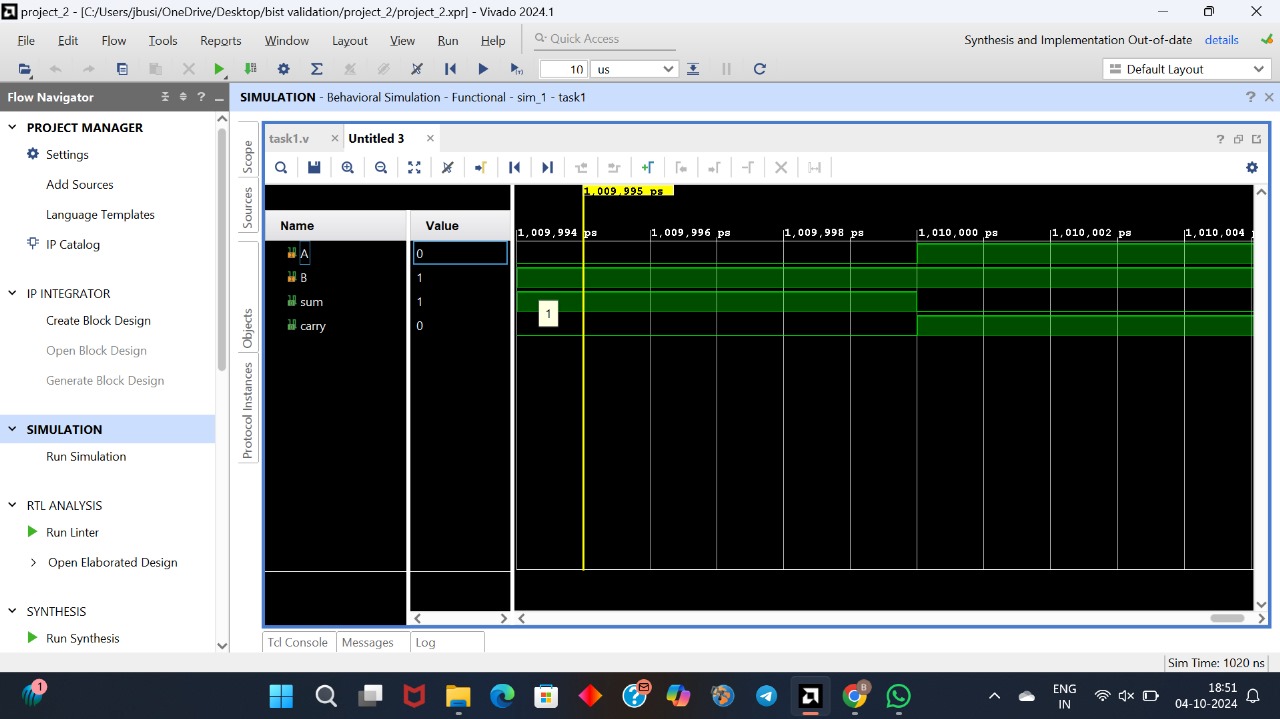 project_2 - [C:/Users/jbusi/OneDrive/Desktop/bist validation/project_2/project_2.xpr] - Vivado 2024.1
File Edit Flow Tools Reports Window Layout View Run Help Quick Access Synthesis and Implementation Out-of-date details
10 us Default Layout
Flow Navigator
SIMULATION - Behavioral Simulation - Functional - sim_1 - task1
PROJECT MANAGER
Settings
Add Sources
Language Templates
IP Catalog
IP INTEGRATOR
Create Block Design
Open Block Design
Generate Block Design
SIMULATION
Run Simulation
RTL ANALYSIS
Run Linter
Open Elaborated Design
SYNTHESIS
Run Synthesis
Scope
Sources
Objects
Protocol Instances
task1.v Untitled 3
1,009,995 ps
Name Value
1,009,994 ps 1,009,996 ps 1,009,998 ps 1,010,000 ps 1,010,002 ps 1,010,004
A 0
B 1
sum 1
1
carry 0
Tcl Console Messages Log
Sim Time: 1020 ns
1
ENG
IN
B
18:51
04-10-2024